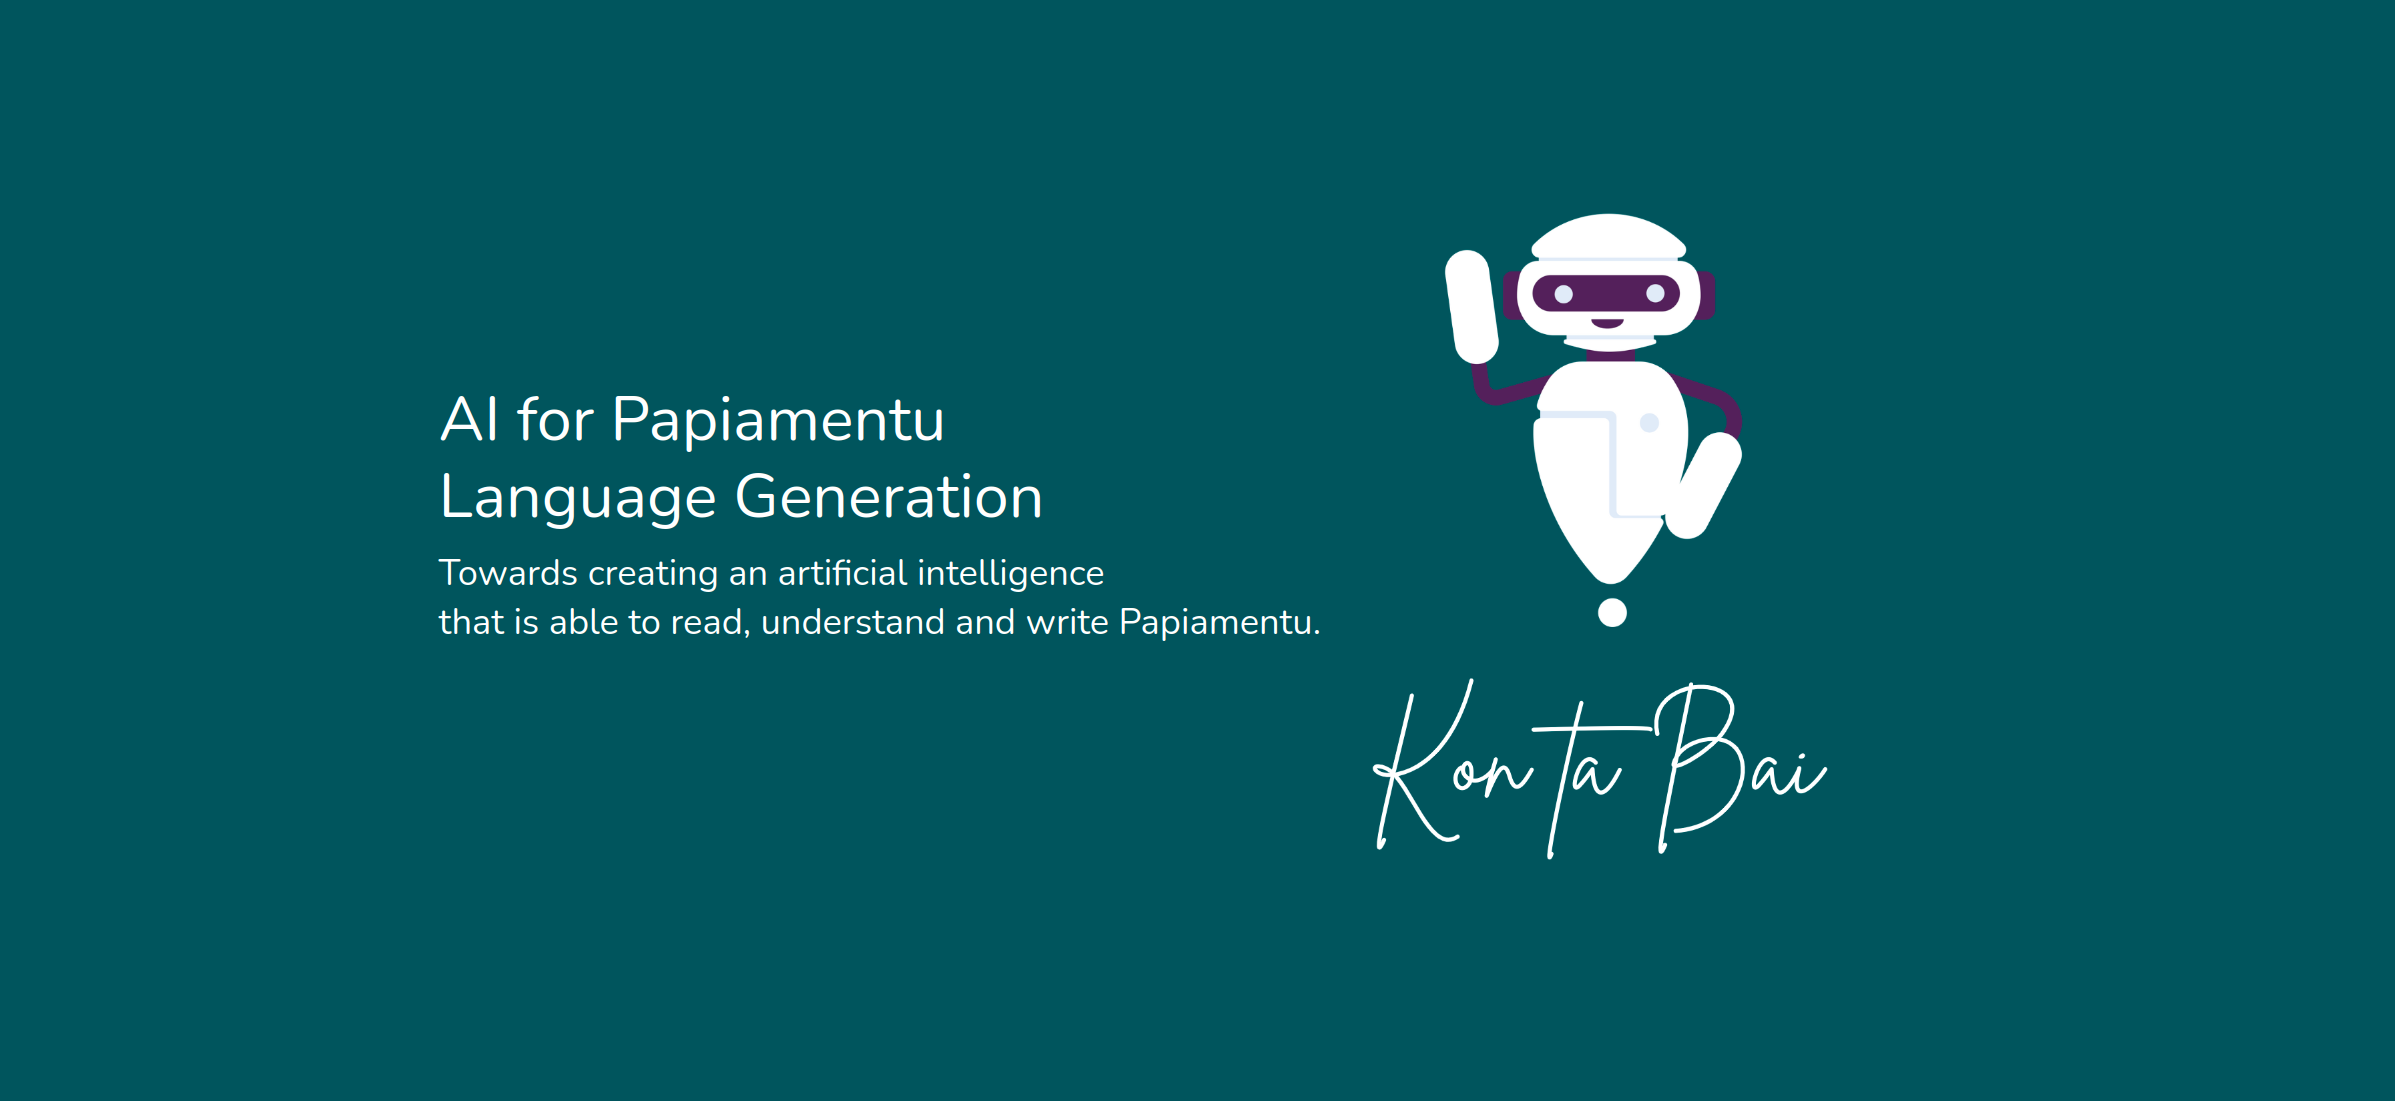 AI for Papiamentu
Language Generation
Towards creating an artificial intelligence
that is able to read, understand and write Papiamentu.
Kon ta Bai